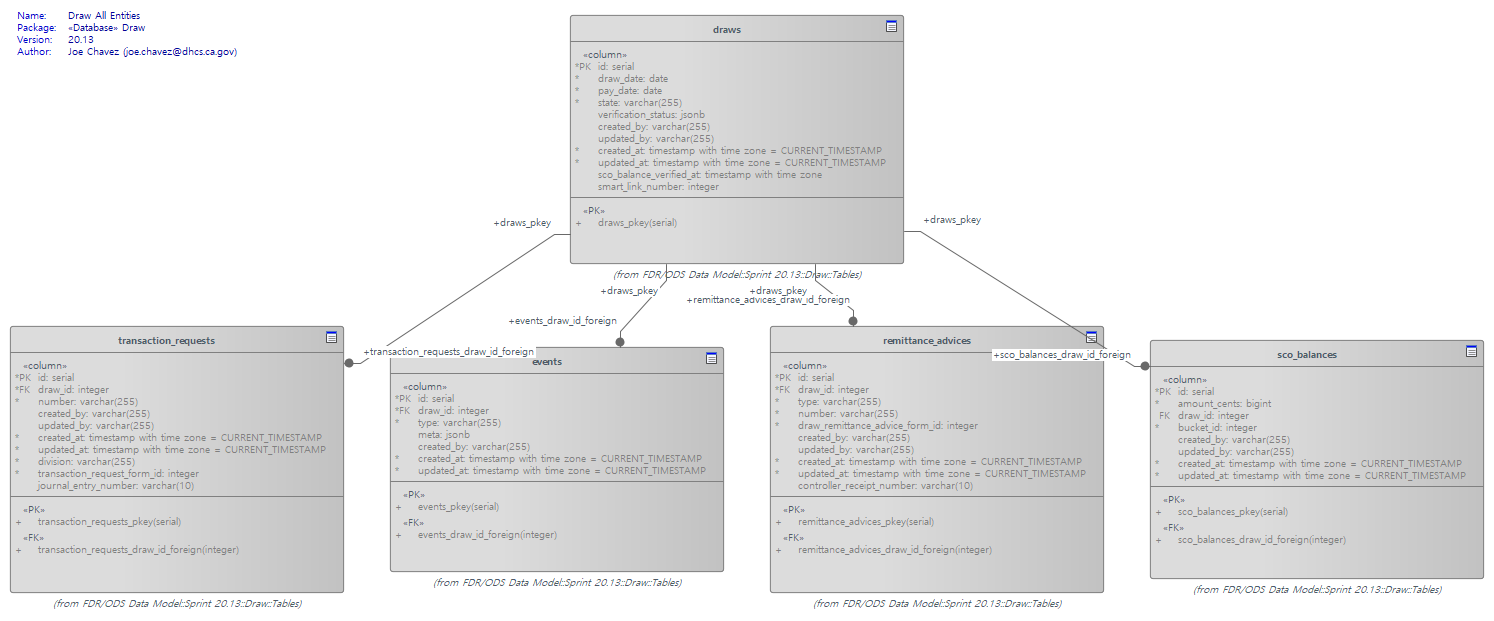 Name: Draw All Entities
Package: «Database» Draw
Version: 20.13
Author: Joe Chavez (joe.chavez@dhcs.ca.gov)
draws
«column»
*PK id: serial
* draw_date: date
* pay_date: date
* state: varchar(255)
verification_status: jsonb
created_by: varchar(255)
updated_by: varchar(255)
* created_at: timestamp with time zone = CURRENT_TIMESTAMP
* updated_at: timestamp with time zone = CURRENT_TIMESTAMP
sco_balance_verified_at: timestamp with time zone
smart_link_number: integer
«PK»
+ draws_pkey(serial)
(from FDR/ODS Data Model::Sprint 20.13::Draw::Tables)
+draws_pkey
+draws_pkey
+draws_pkey
+draws_pkey
+remittance_advices_draw_id_foreign
+events_draw_id_foreign
+transaction_requests_draw_id_foreign
+sco_balances_draw_id_foreign
transaction_requests
«column»
*PK id: serial
*FK draw_id: integer
* number: varchar(255)
created_by: varchar(255)
updated_by: varchar(255)
* created_at: timestamp with time zone = CURRENT_TIMESTAMP
* updated_at: timestamp with time zone = CURRENT_TIMESTAMP
* division: varchar(255)
* transaction_request_form_id: integer
journal_entry_number: varchar(10)
«PK»
+ transaction_requests_pkey(serial)
«FK»
+ transaction_requests_draw_id_foreign(integer)
(from FDR/ODS Data Model::Sprint 20.13::Draw::Tables)
events
«column»
*PK id: serial
*FK draw_id: integer
* type: varchar(255)
meta: jsonb
created_by: varchar(255)
* created_at: timestamp with time zone = CURRENT_TIMESTAMP
* updated_at: timestamp with time zone = CURRENT_TIMESTAMP
«PK»
+ events_pkey(serial)
«FK»
+ events_draw_id_foreign(integer)
(from FDR/ODS Data Model::Sprint 20.13::Draw::Tables)
remittance_advices
«column»
*PK id: serial
*FK draw_id: integer
* type: varchar(255)
* number: varchar(255)
* draw_remittance_advice_form_id: integer
created_by: varchar(255)
updated_by: varchar(255)
* created_at: timestamp with time zone = CURRENT_TIMESTAMP
* updated_at: timestamp with time zone = CURRENT_TIMESTAMP
controller_receipt_number: varchar(10)
«PK»
+ remittance_advices_pkey(serial)
«FK»
+ remittance_advices_draw_id_foreign(integer)
(from FDR/ODS Data Model::Sprint 20.13::Draw::Tables)
sco_balances
«column»
*PK id: serial
* amount_cents: bigint
FK draw_id: integer
* bucket_id: integer
created_by: varchar(255)
updated_by: varchar(255)
* created_at: timestamp with time zone = CURRENT_TIMESTAMP
* updated_at: timestamp with time zone = CURRENT_TIMESTAMP
«PK»
+ sco_balances_pkey(serial)
«FK»
+ sco_balances_draw_id_foreign(integer)
(from FDR/ODS Data Model::Sprint 20.13::Draw::Tables)